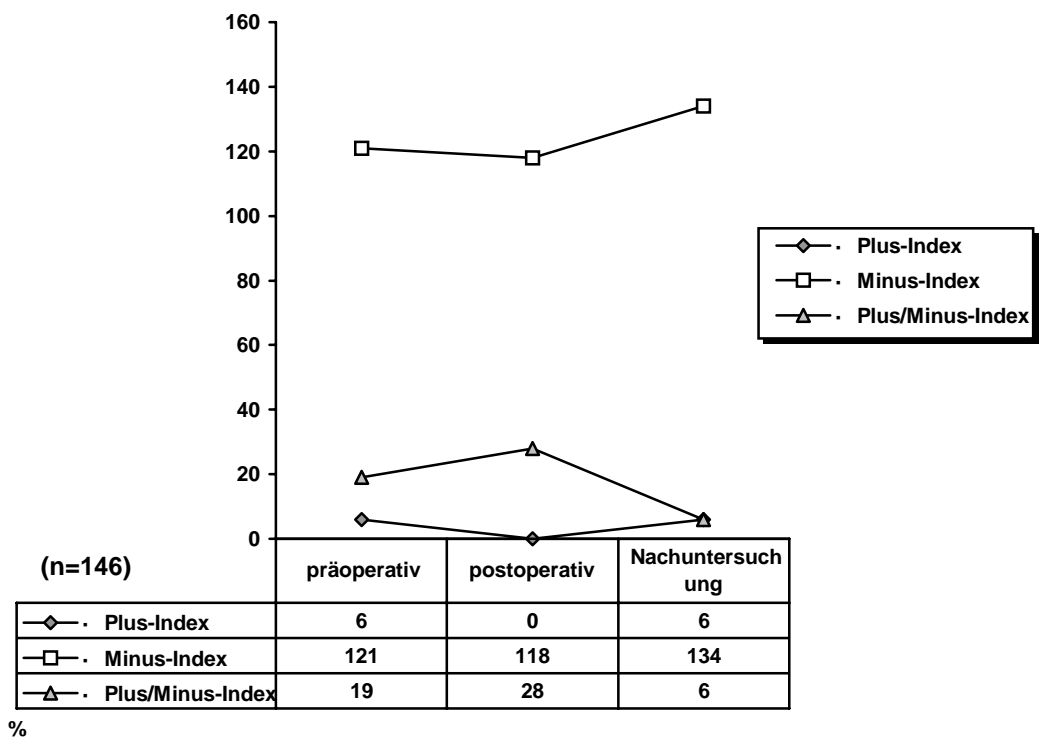 160
140
120
100
80
60
40
20
0
. Plus-Index
. Minus-Index
. Plus/Minus-Index
(n=146)
präoperativ postoperativ Nachuntersuch
ung
. Plus-Index 6 0 6
. Minus-Index 121 118 134
. Plus/Minus-Index 19 28 6
%